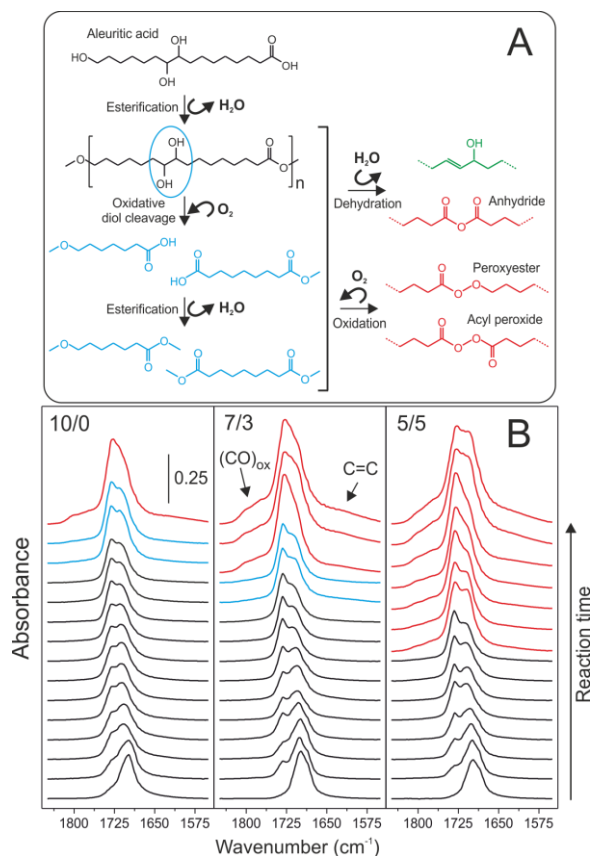 A
Aleuritic acid
HO
OH
OH
O
OH
Esterification
H₂O
O
OH
OH
O
O
n
Oxidative
diol cleavage
O₂
O
OH
O
O
HO
O
O
Esterification
H₂O
O
O
O
O
O
O
O
H₂O
Dehydration
OH
Anhydride
O
O
O
O₂
Oxidation
Peroxyester
O
O
O
Acyl peroxide
O
O
O
O
B
10/0
7/3
5/5
0.25
(CO)ox
C=C
Absorbance
Reaction time
1800 1725 1650 1575
1800 1725 1650 1575
1800 1725 1650 1575
Wavenumber (cm⁻¹)